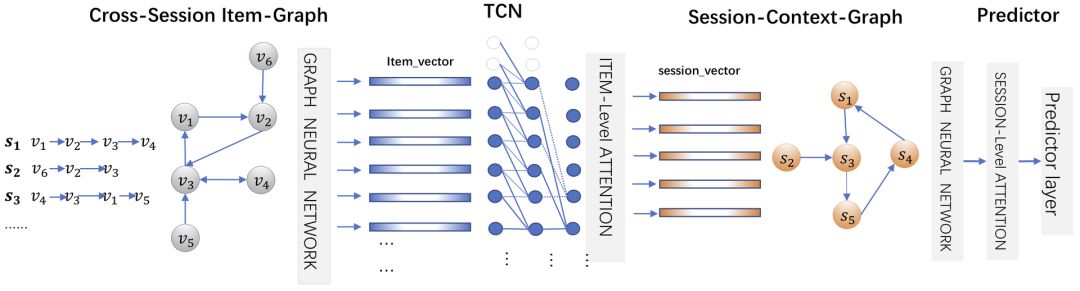 Cross-Session Item-Graph
TCN
Session-Context-Graph
Predictor
s1 v1 v2 v3 v4
s2 v6 v2 v3
s3 v4 v3 v1 v5
......
v6
v1
v2
v3
v4
v5
GRAPH NEURAL NETWORK
Item_vector
...
...
⋮ ⋮ ⋮
ITEM-Level ATTENTION
session_vector
s1
s2
s3
s4
s5
GRAPH NEURAL NETWORK
SESSION-Level ATTENTION
Predictor layer